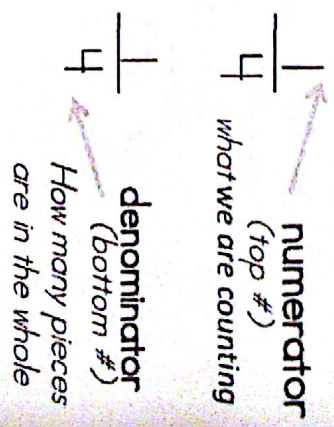 1
4
numerator
(top #)
what we are counting
1
4
denominator
(bottom #)
How many pieces
are in the whole